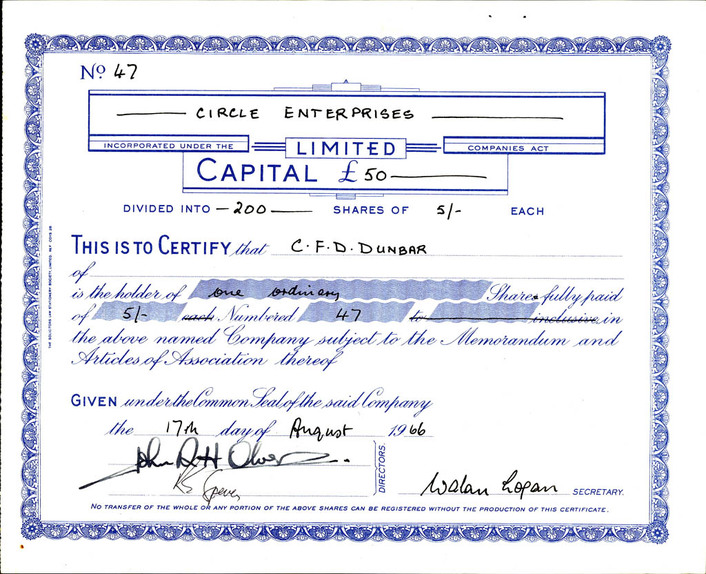 Nº 47
CIRCLE ENTERPRISES
INCORPORATED UNDER THE LIMITED COMPANIES ACT
CAPITAL £ 50
DIVIDED INTO 200 SHARES OF 5/- EACH
THIS IS TO CERTIFY that C.F.D. DUNBAR
of
is the holder of one ordinary Shares fully paid
of 5/- each Numbered 47 to inclusive in
the above named Company subject to the Memorandum and
Articles of Association thereof
GIVEN under the Common Seal of the said Company
the 17th day of August 1966
John
DIRECTORS.
Logan SECRETARY.
NO TRANSFER OF THE WHOLE OR ANY PORTION OF THE ABOVE SHARES CAN BE REGISTERED WITHOUT THE PRODUCTION OF THIS CERTIFICATE.